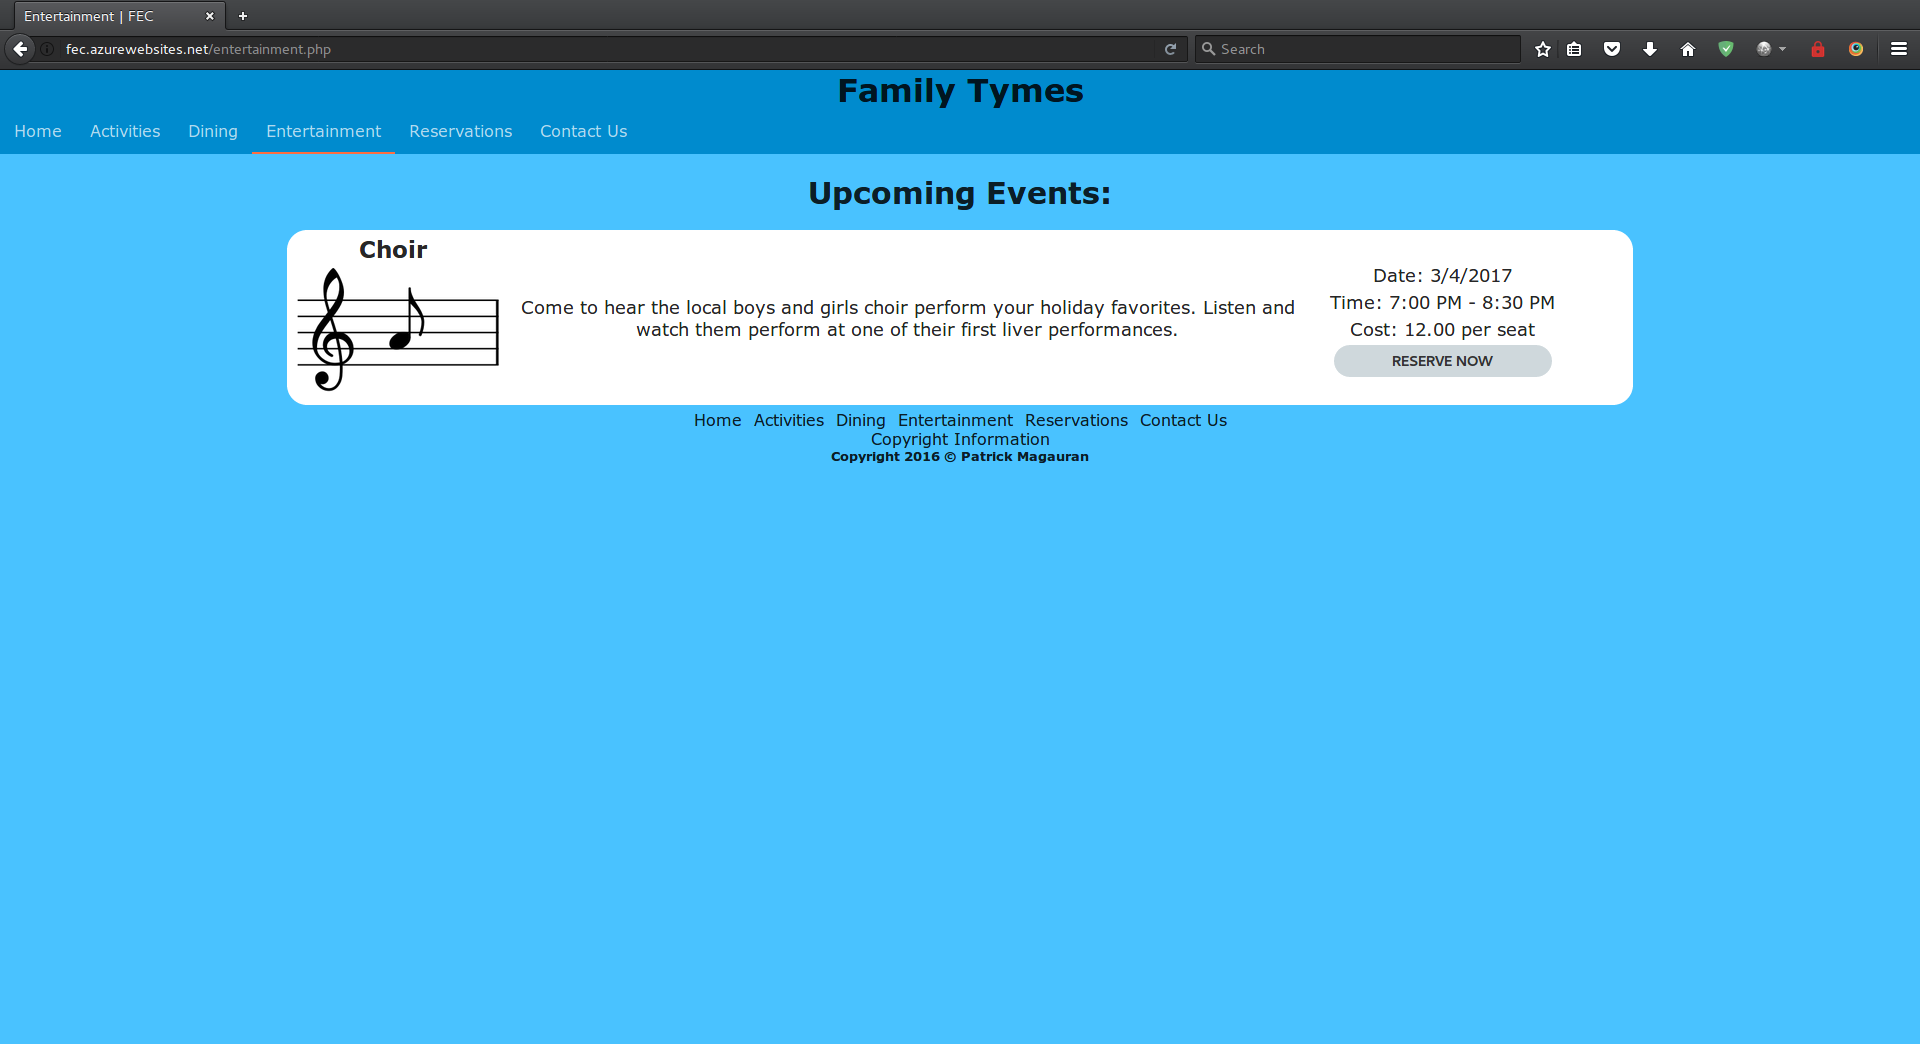 Entertainment | FEC
fec.azurewebsites.net/entertainment.php
Search
Family Tymes
Home Activities Dining Entertainment Reservations Contact Us
Upcoming Events:
Choir
Come to hear the local boys and girls choir perform your holiday favorites. Listen and
watch them perform at one of their first liver performances.
Date: 3/4/2017
Time: 7:00 PM - 8:30 PM
Cost: 12.00 per seat
RESERVE NOW
Home Activities Dining Entertainment Reservations Contact Us
Copyright Information
Copyright 2016 © Patrick Magauran